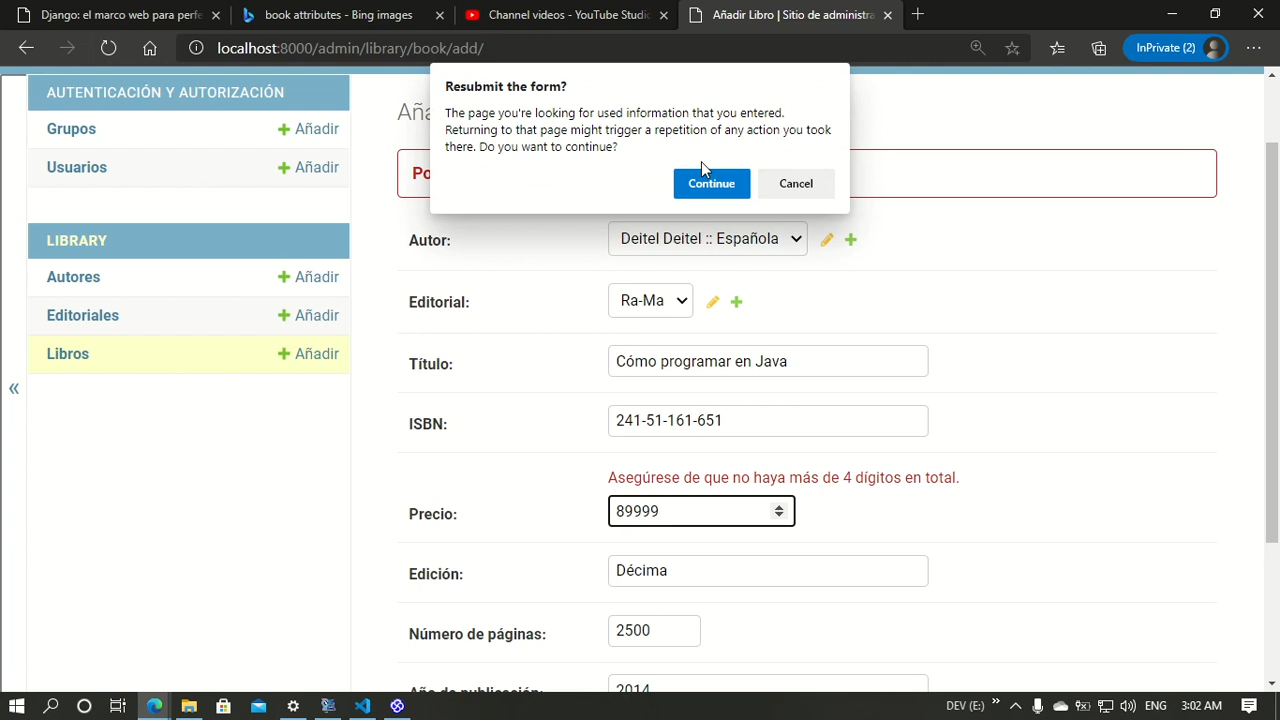 Django: el marco web para perfe
book attributes - Bing images
Channel videos - YouTube Studio
Añadir Libro | Sitio de administra
localhost:8000/admin/library/book/add/
InPrivate (2)
Resubmit the form?
The page you're looking for used information that you entered.
Returning to that page might trigger a repetition of any action you took
there. Do you want to continue?
Continue
Cancel
AUTENTICACIÓN Y AUTORIZACIÓN
Grupos
Añadir
Usuarios
Añadir
LIBRARY
Autores
Añadir
Editoriales
Añadir
Libros
Añadir
«
Aña
Po
Autor:
Deitel Deitel :: Española
Editorial:
Ra-Ma
Título:
Cómo programar en Java
ISBN:
241-51-161-651
Asegúrese de que no haya más de 4 dígitos en total.
Precio:
89999
Edición:
Décima
Número de páginas:
2500
Año de publicación:
2014
DEV (E:)
ENG
3:02 AM